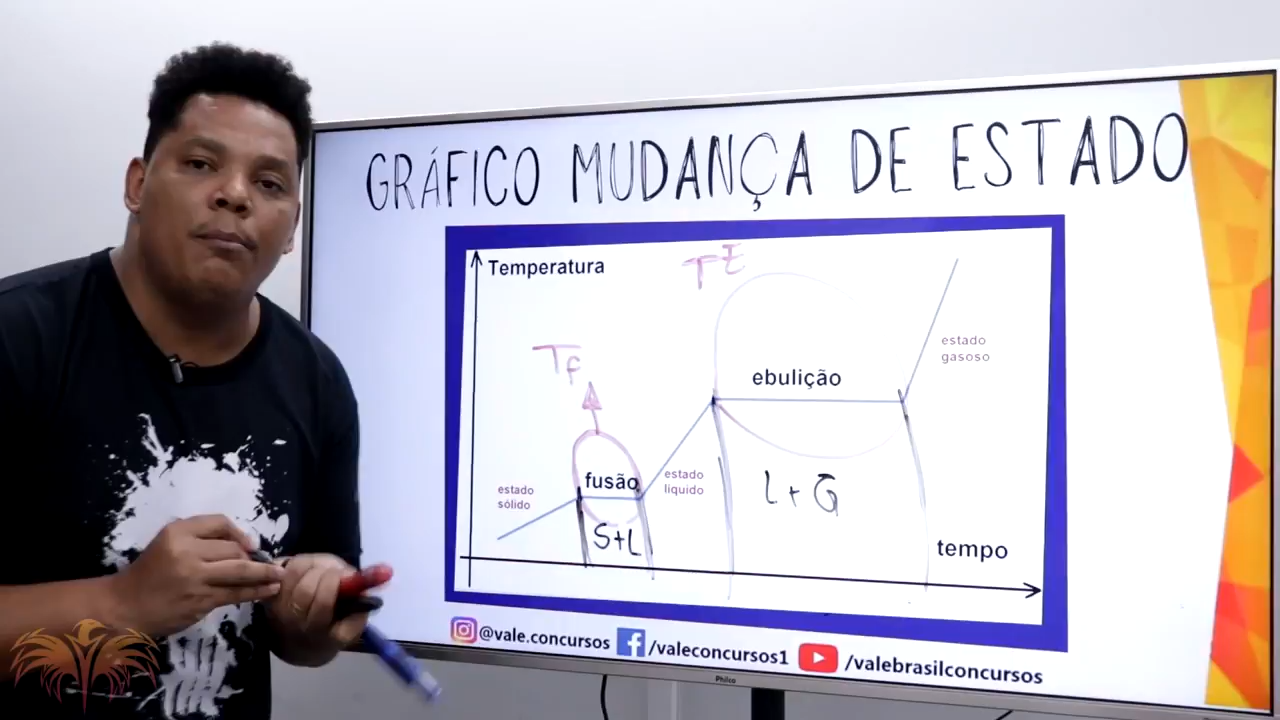 GRÁFICO MUDANÇA DE ESTADO
Temperatura
TE
estado
gasoso
ebulição
Tf
fusão
estado
líquido
estado
sólido
L+G
S+L
tempo
@vale.concursos /valeconcursos1 /valebrasilconcursos
Philco